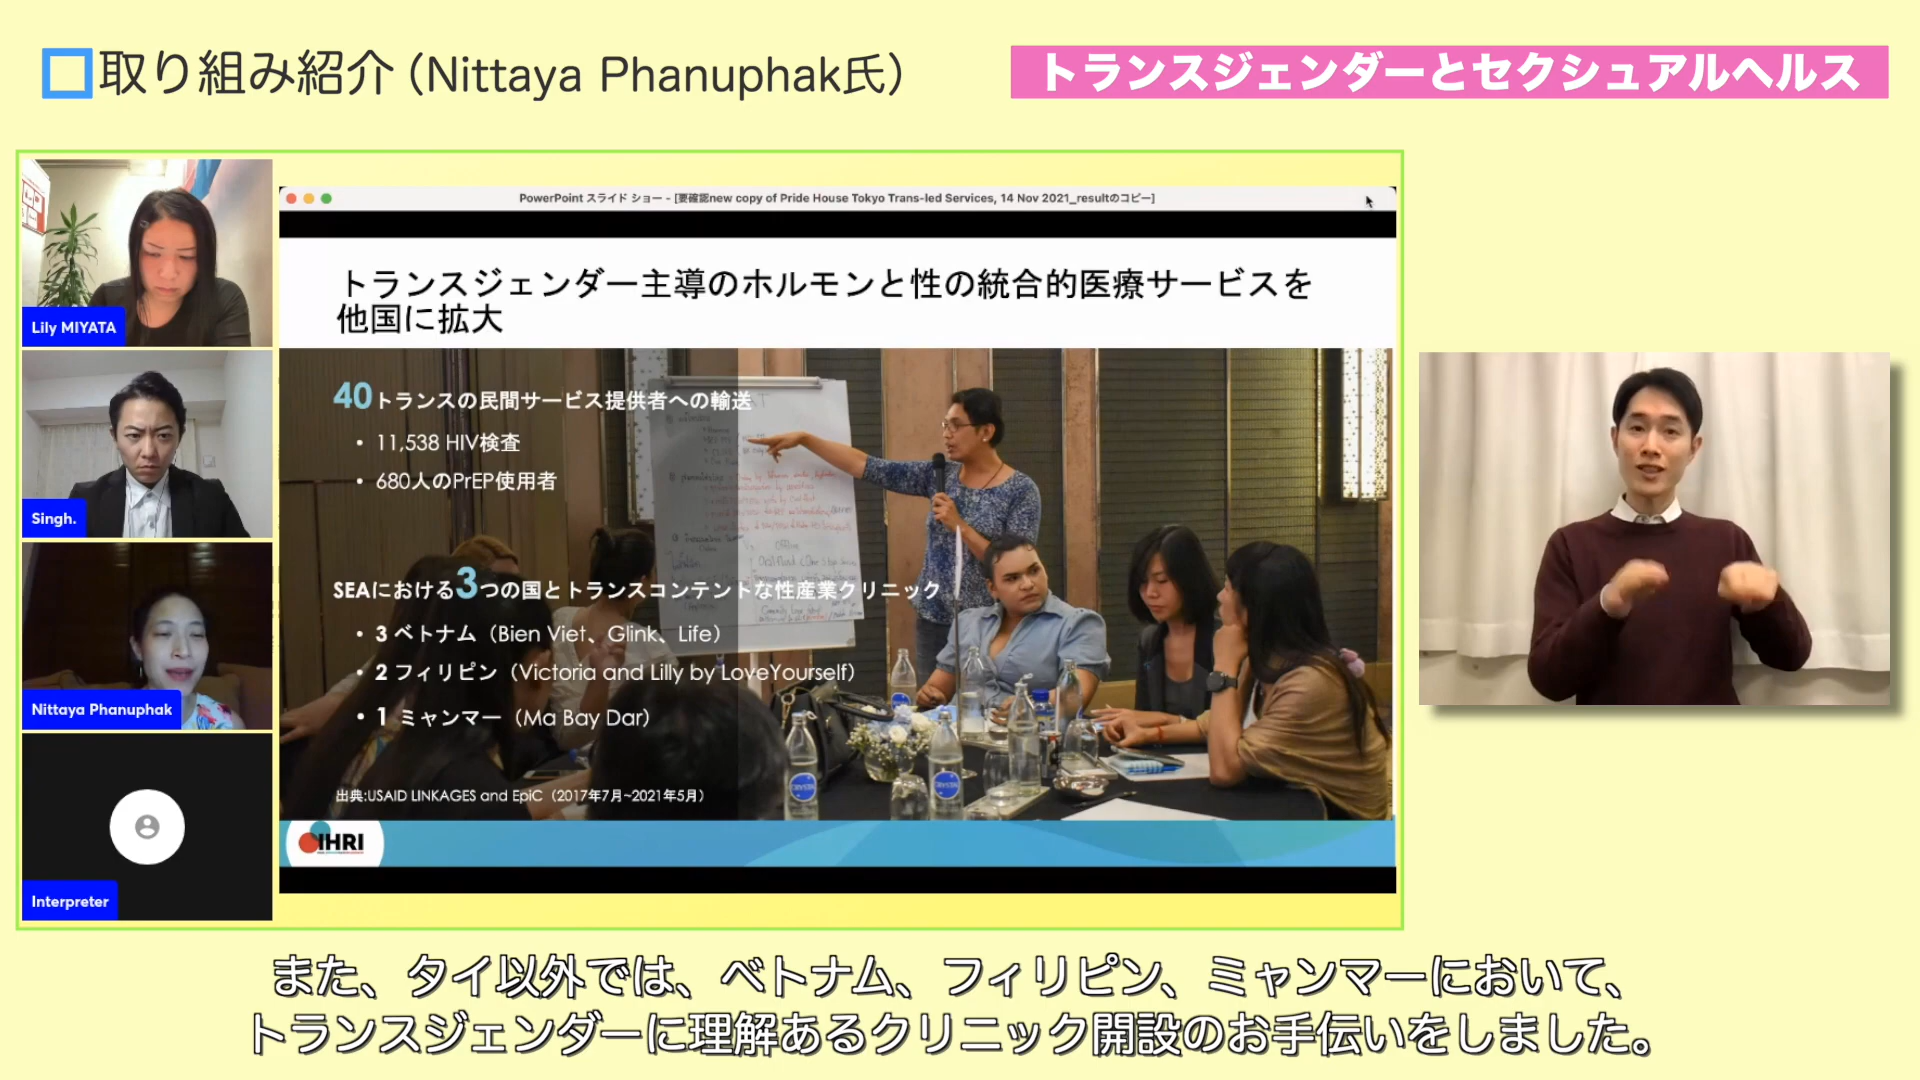 取り組み紹介（Nittaya Phanuphak氏）
トランスジェンダーとセクシュアルヘルス
PowerPoint スライド ショー - [要確認new copy of Pride House Tokyo Trans-led Services, 14 Nov 2021_resultのコピー]
トランスジェンダー主導のホルモンと性の統合的医療サービスを
他国に拡大
40トランスの民間サービス提供者への輸送
• 11,538 HIV検査
• 680人のPrEP使用者
SEAにおける3つの国とトランスコンテントな性産業クリニック
• 3 ベトナム（Bien Viet、Glink、Life）
• 2 フィリピン（Victoria and Lilly by LoveYourself）
• 1 ミャンマー（Ma Bay Dar）
出典:USAID LINKAGES and EpiC（2017年7月~2021年5月）
IHRI
Lily MIYATA
Singh.
Nittaya Phanuphak
Interpreter
また、タイ以外では、ベトナム、フィリピン、ミャンマーにおいて、
トランスジェンダーに理解あるクリニック開設のお手伝いをしました。